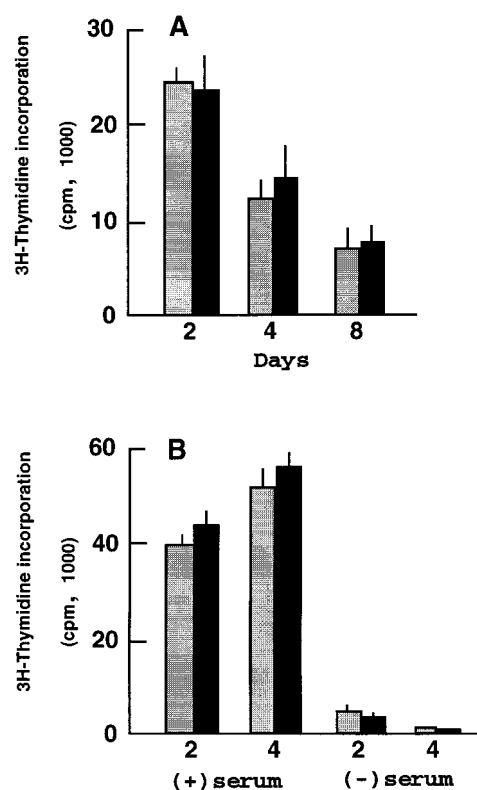 A
3H-Thymidine incorporation
(cpm, 1000)
30
20
10
0
2 4 8
Days
B
3H-Thymidine incorporation
(cpm, 1000)
60
40
20
0
2 4 2 4
(+)serum (-)serum